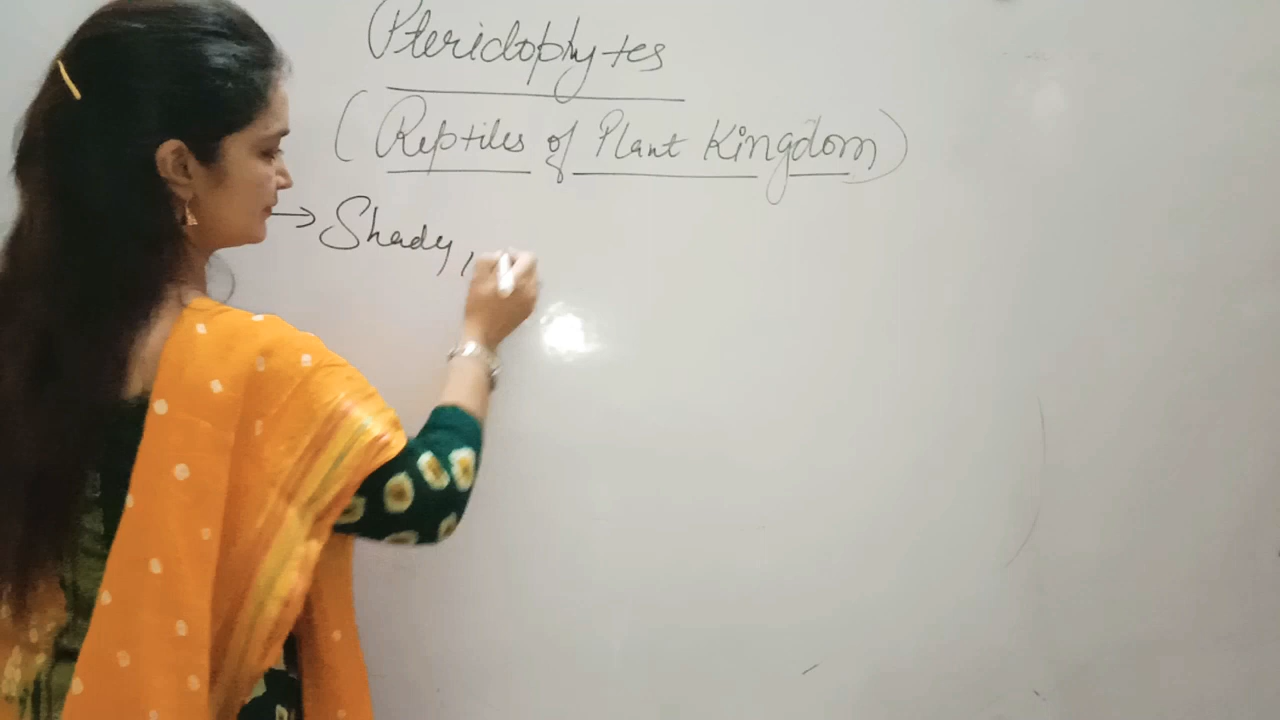 Pteridophytes
(Reptiles of Plant Kingdom)
→ Shady,